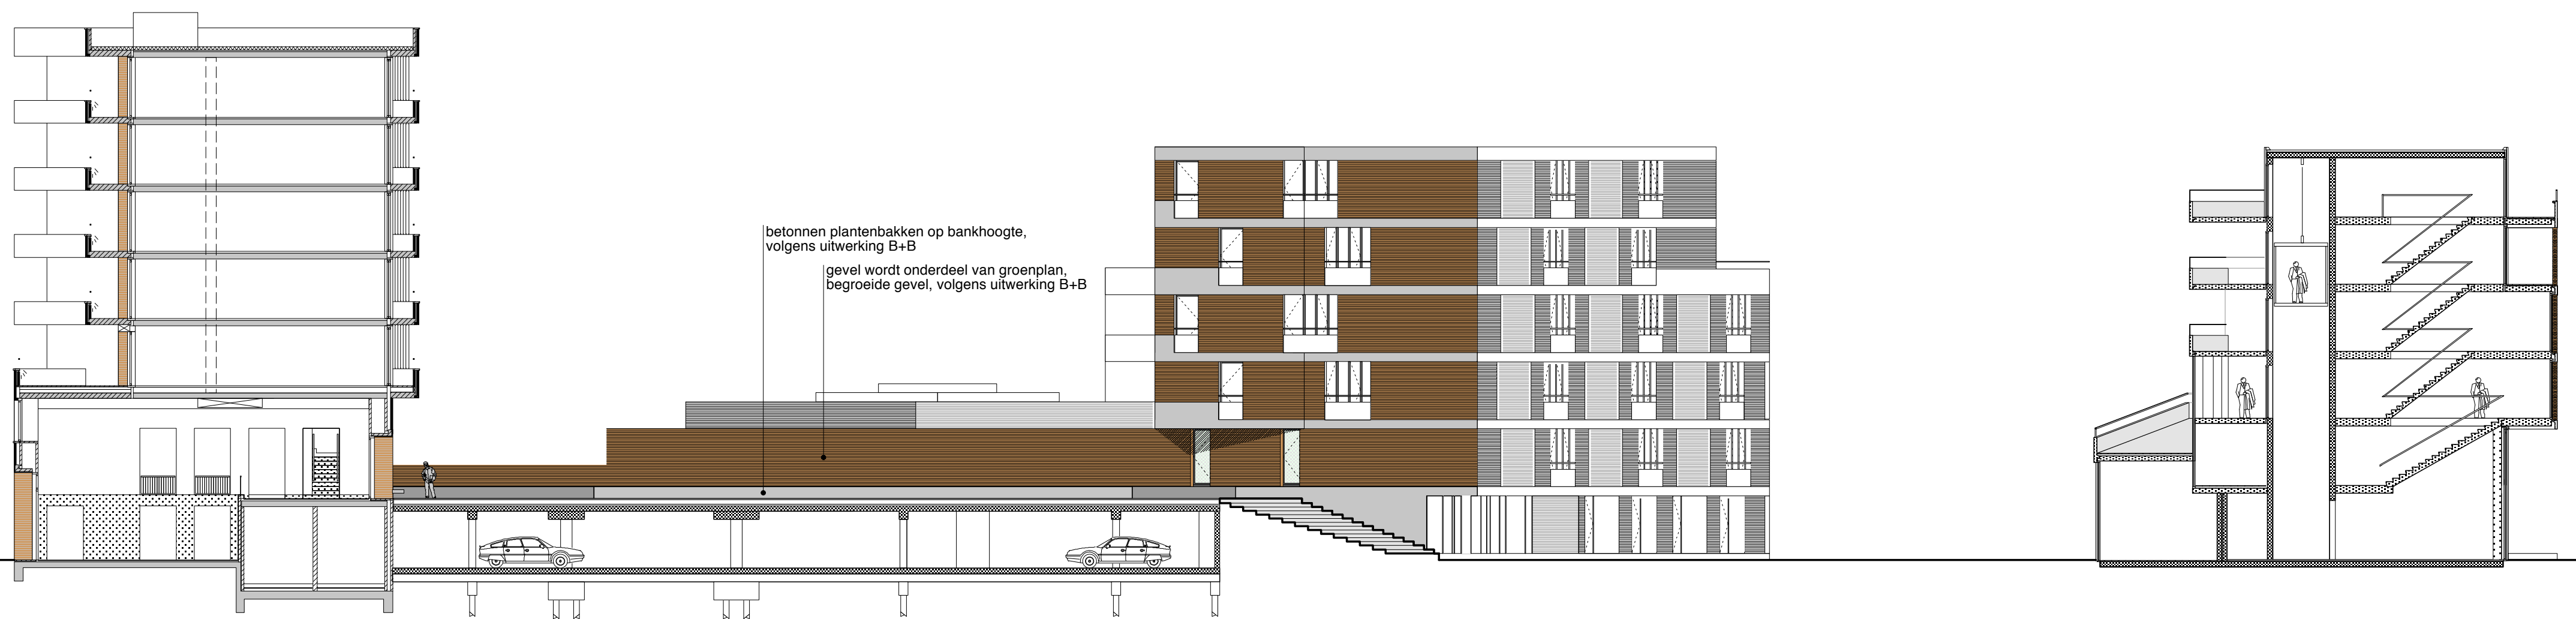 betonnen plantenbakken op bankhoogte,
volgens uitwerking B+B
gevel wordt onderdeel van groenplan,
begroeide gevel, volgens uitwerking B+B